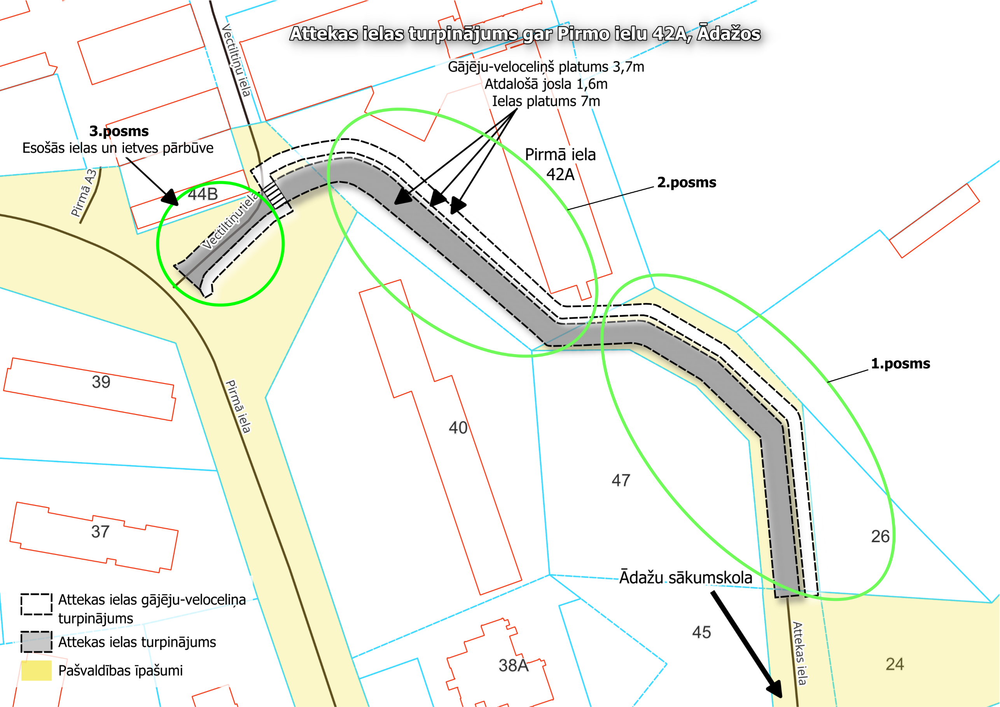 Attekas ielas turpinājums gar Pirmo ielu 42A, Ādažos
Vectiltiņu iela
Gājēju-veloceliņš platums 3,7m
Atdalošā josla 1,6m
Ielas platums 7m
3.posms
Esošās ielas un ietves pārbūve
Pirmā iela
42A
2.posms
Pirmā A3
44B
Vectiltiņu iela
1.posms
39
Pirmā iela
40
47
37
26
Ādažu sākumskola
Attekas ielas gājēju-veloceliņa
turpinājums
Attekas ielas turpinājums
Pašvaldības īpašumi
45
Attekas iela
38A
24